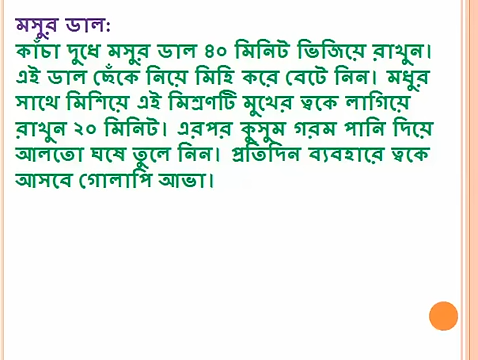 মসুর ডাল:
কাঁচা দুধে মসুর ডাল ৪০ মিনিট ভিজিয়ে রাখুন।
এই ডাল ছেঁকে নিয়ে মিহি করে বেটে নিন। মধুর
সাথে মিশিয়ে এই মিশ্রণটি মুখের ত্বকে লাগিয়ে
রাখুন ২০ মিনিট। এরপর কুসুম গরম পানি দিয়ে
আলতো ঘষে তুলে নিন। প্রতিদিন ব্যবহারে ত্বকে
আসবে গোলাপি আভা।